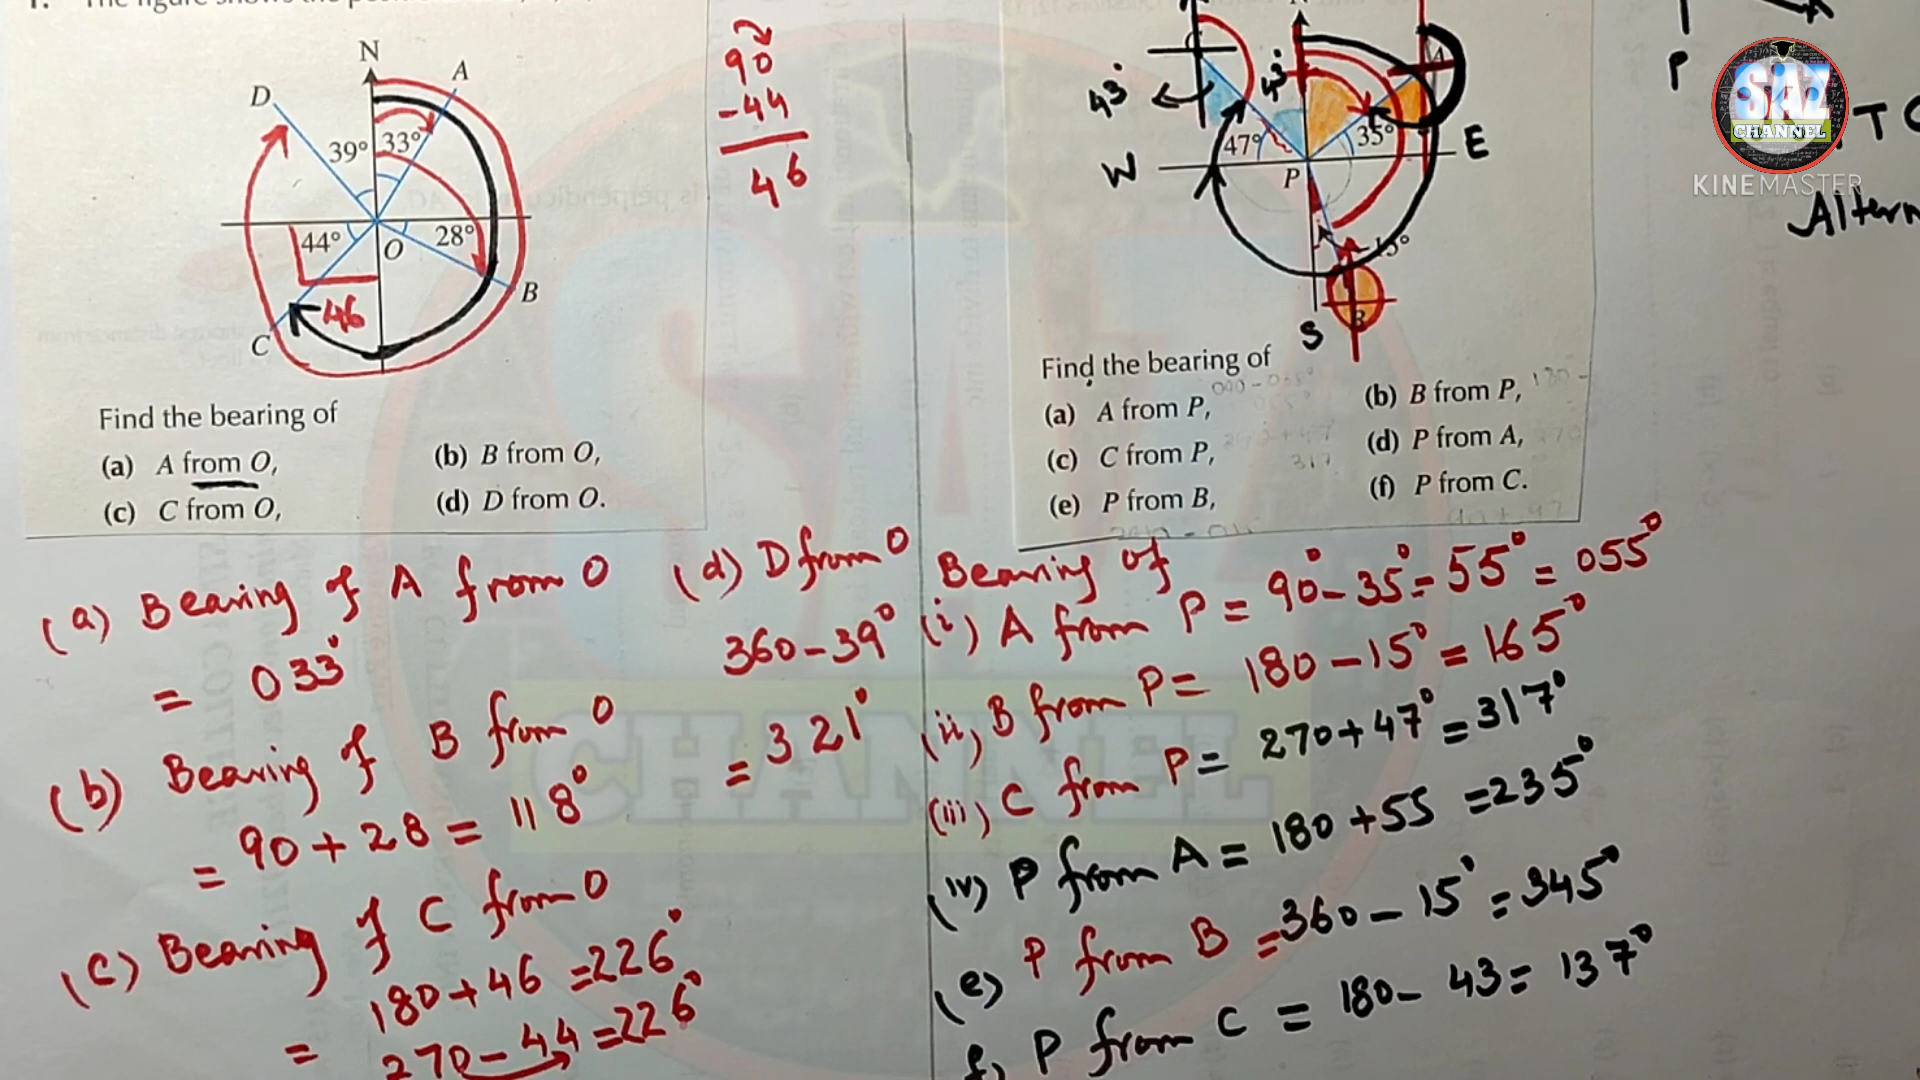 N
D
A
39° 33°
44°
O
28°
46
B
C
90
-44
46
Find the bearing of
(a) A from O,
(b) B from O,
(c) C from O,
(d) D from O.
43°
43°
47°
35°
W
E
P
15°
S
B
Find the bearing of
(a) A from P,
(b) B from P,
(c) C from P,
(d) P from A,
(e) P from B,
(f) P from C.
P
SAZ
CHANNEL
KINEMASTER
Altern
(a) Bearing of A from O
= 033°
(b) Bearing of B from O
= 90 + 28 = 118°
(c) Bearing of C from O
180 + 46 = 226°
= 270 - 44 = 226°
(d) D from O
360 - 39°
= 321°
Bearing of
(i) A from P = 90° - 35° = 55° = 055°
(ii) B from P = 180 - 15° = 165°
(iii) C from P = 270 + 47° = 317°
(iv) P from A = 180 + 55 = 235°
(e) P from B = 360 - 15° = 345°
f) P from C = 180 - 43 = 137°
SAZ
CHANNEL